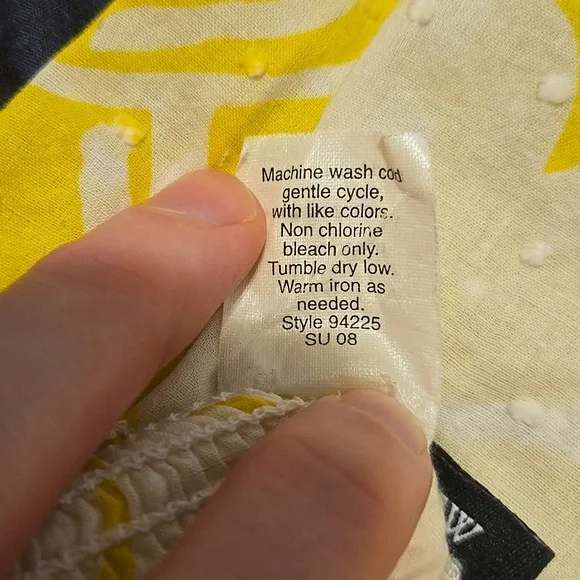 Machine wash cold
gentle cycle,
with like colors.
Non chlorine
bleach only.
Tumble dry low.
Warm iron as
needed.
Style 94225
SU 08